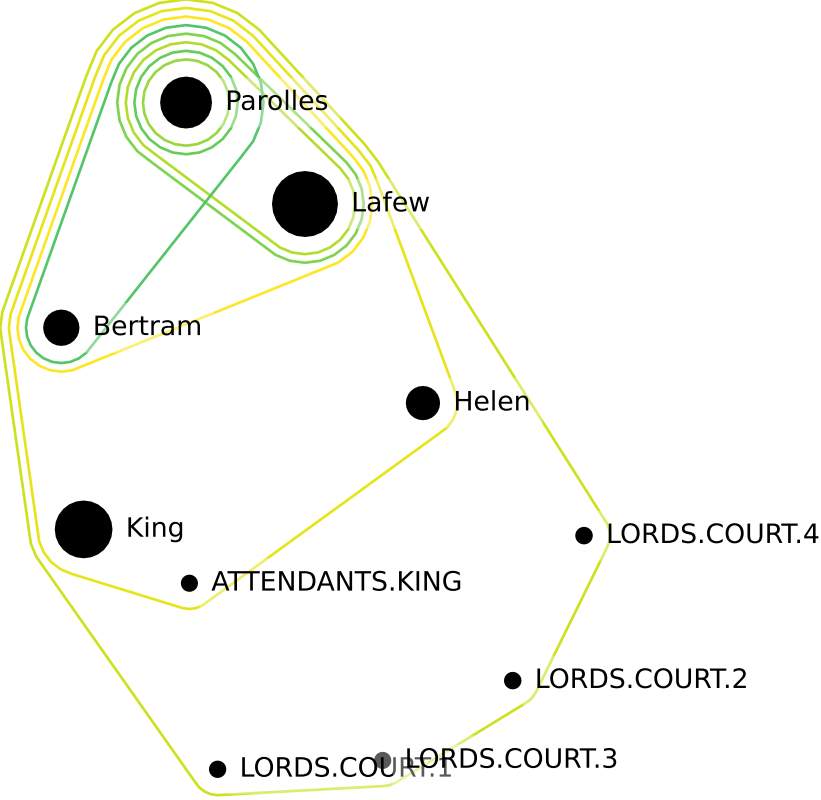 Parolles
Lafew
Bertram
Helen
King
LORDS.COURT.4
ATTENDANTS.KING
LORDS.COURT.2
LORDS.COURT.3
LORDS.COURT.1